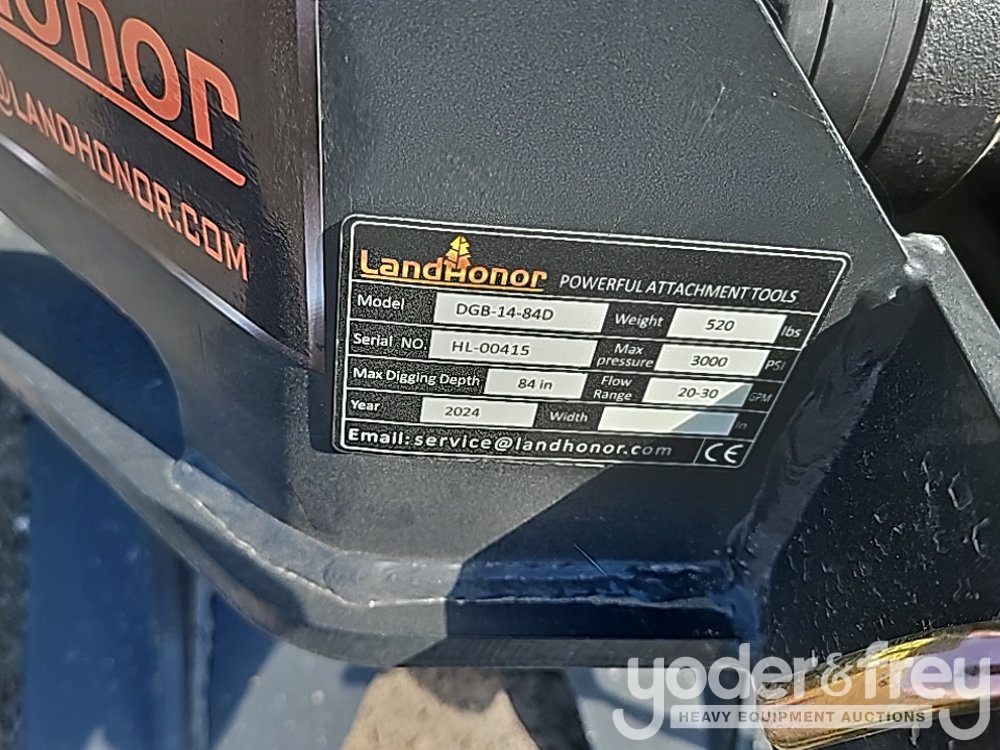 onor
@LANDHONOR.COM
LandHonor POWERFUL ATTACHMENT TOOLS
Model DGB-14-84D Weight 520 lbs
Serial NO. HL-00415 Max pressure 3000 PSI
Max Digging Depth 84 in Flow Range 20-30 GPM
Year 2024 Width in
Email: service@landhonor.com CE
yoder&frey
HEAVY EQUIPMENT AUCTIONS